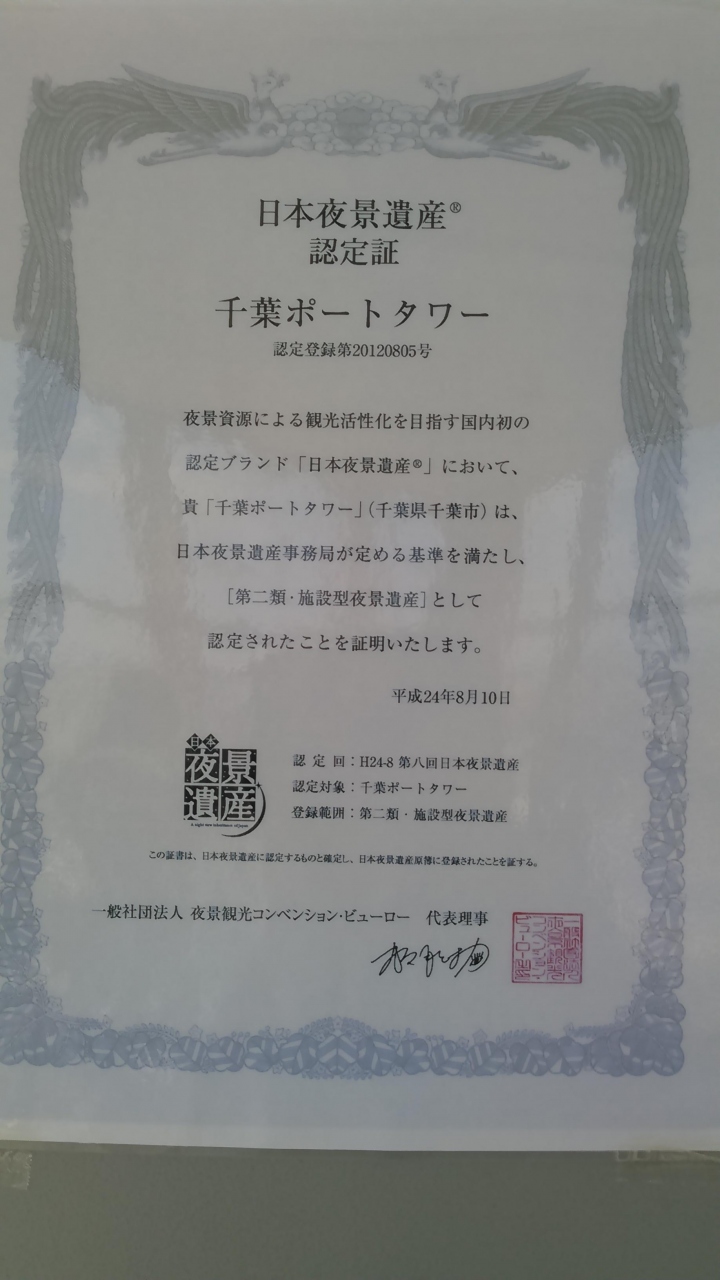 日本夜景遺産®
認定証
千葉ポートタワー
認定登録第20120805号
夜景資源による観光活性化を目指す国内初の
認定ブランド「日本夜景遺産®」において、
貴「千葉ポートタワー」(千葉県千葉市)は、
日本夜景遺産事務局が定める基準を満たし、
[第二類・施設型夜景遺産]として
認定されたことを証明いたします。
平成24年8月10日
日本
夜景
遺産
認定回：H24-8 第八回日本夜景遺産
認定対象：千葉ポートタワー
登録範囲：第二類・施設型夜景遺産
この証書は、日本夜景遺産に認定するものと確定し、日本夜景遺産原簿に登録されたことを証する。
一般社団法人 夜景観光コンベンション・ビューロー 代表理事